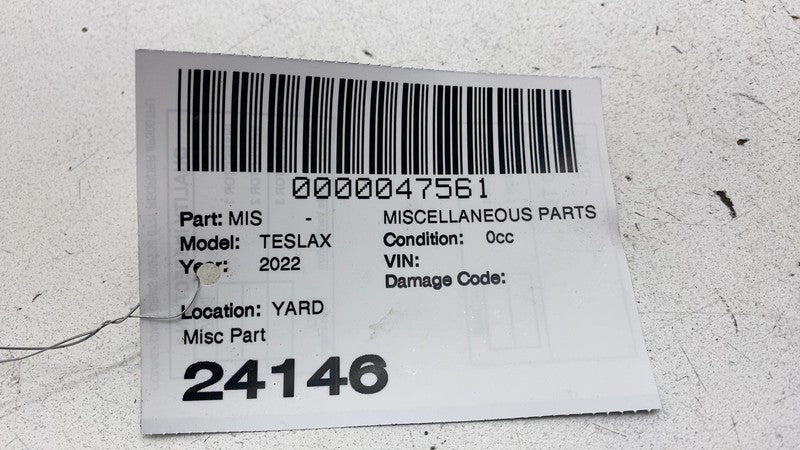 0000047561
Part: MIS - MISCELLANEOUS PARTS
Model: TESLAX Condition: 0cc
Year: 2022 VIN:
Damage Code:
Location: YARD
Misc Part
24146